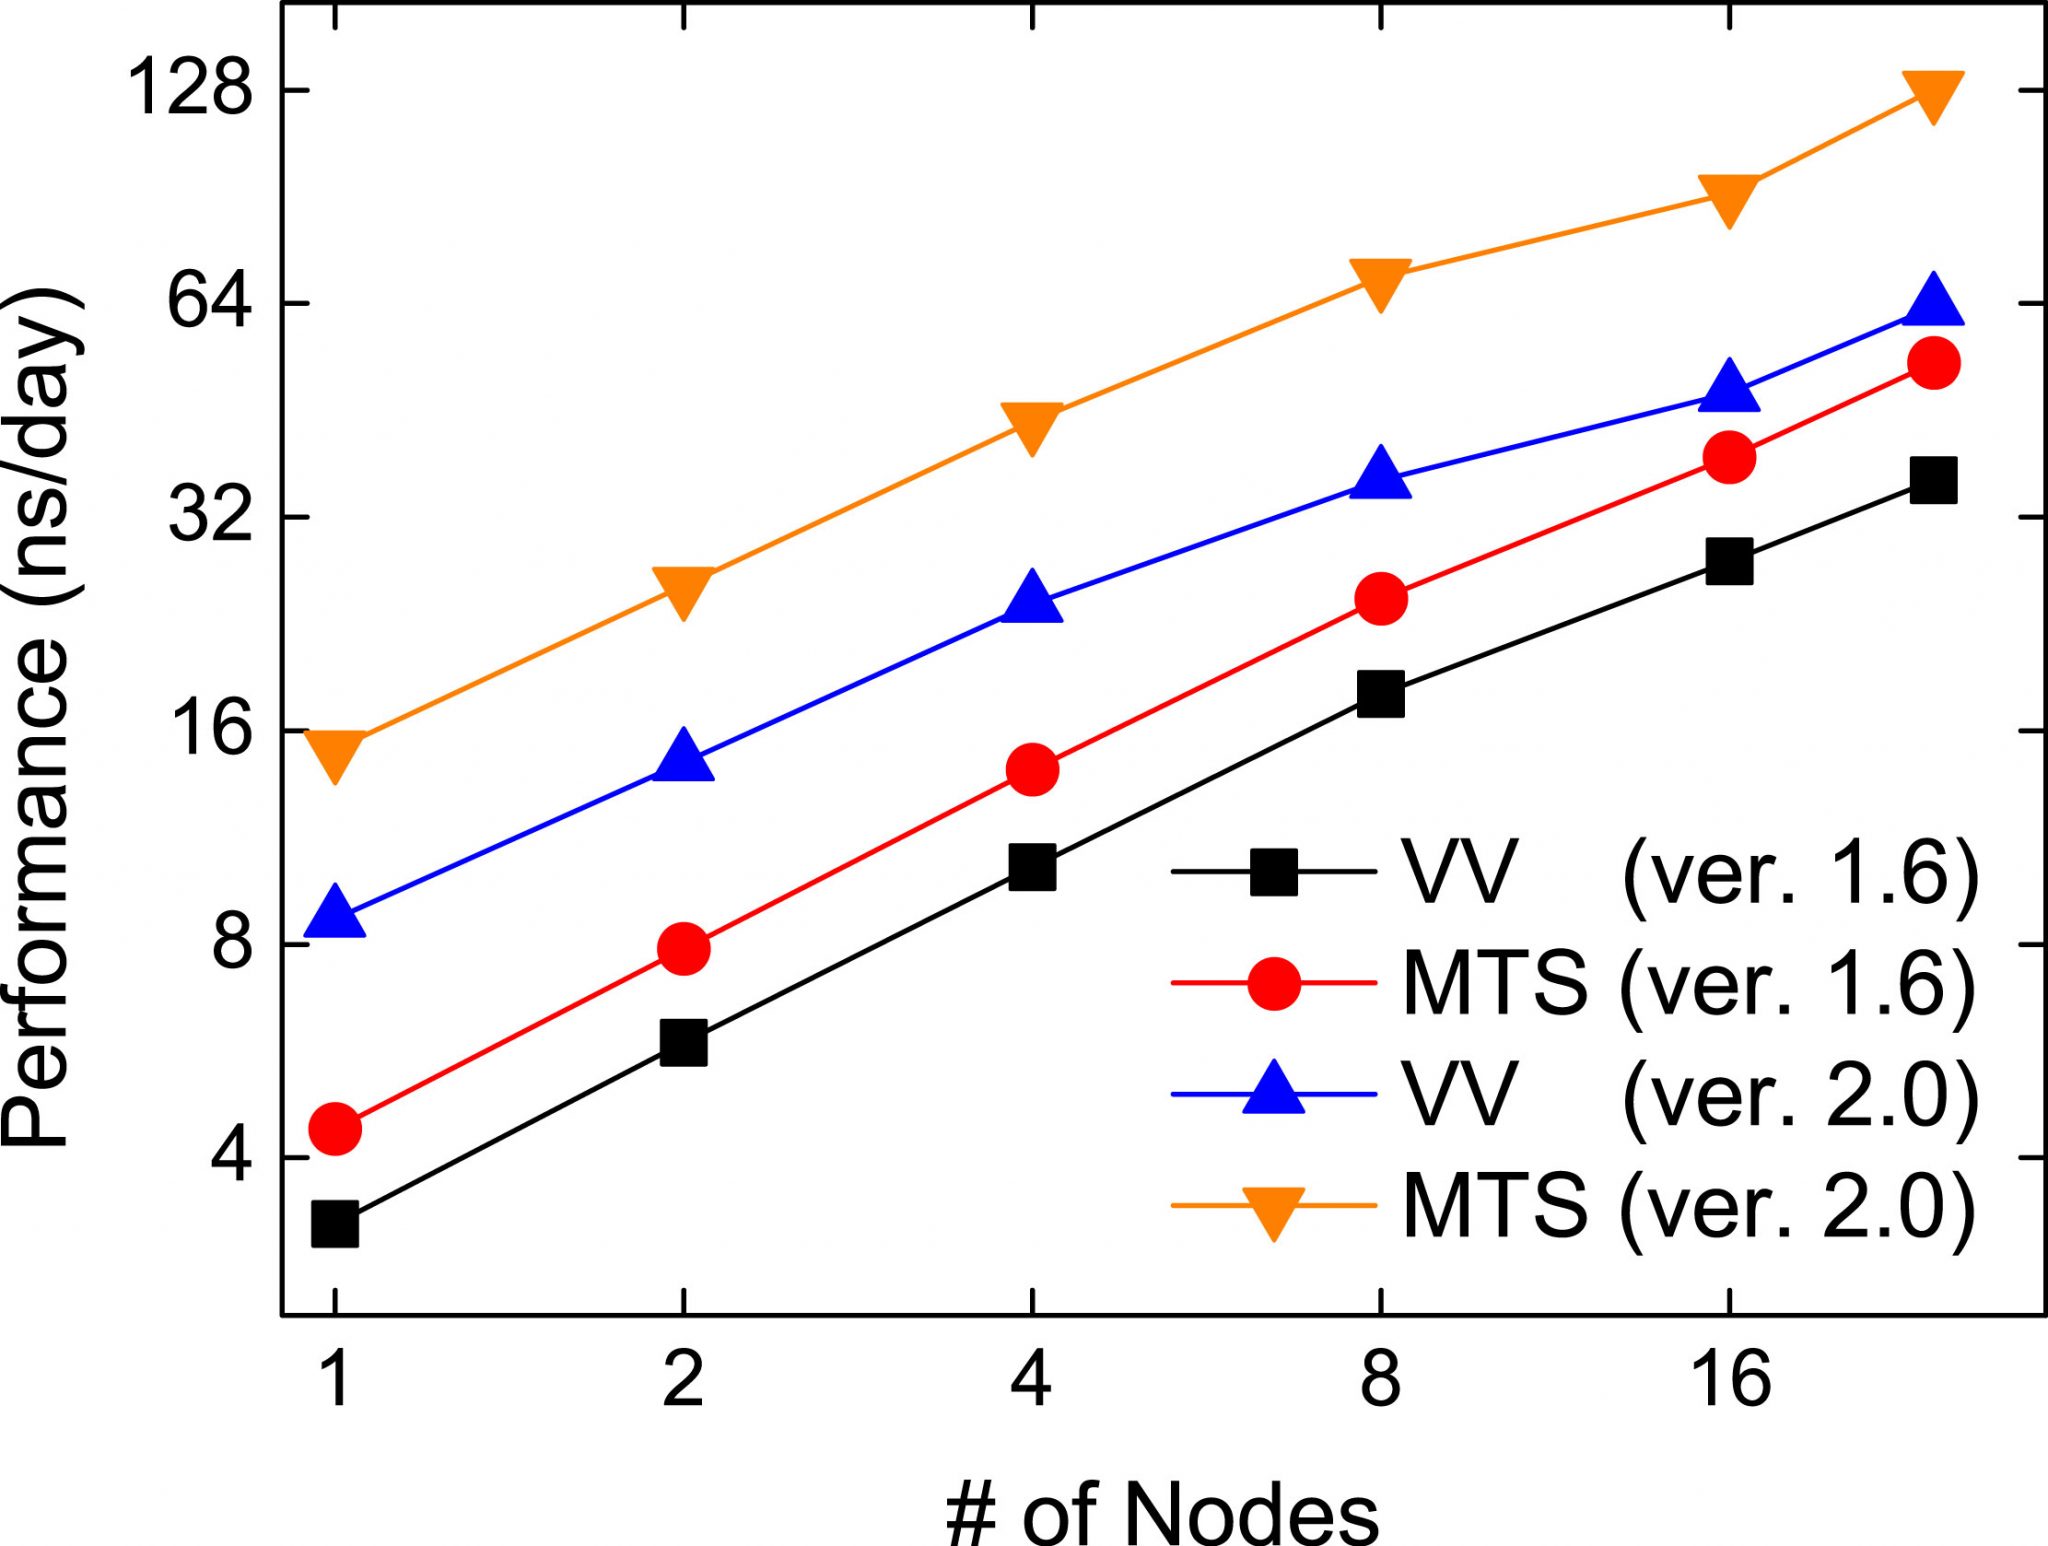 128
64
32
16
8
4
Performance (ns/day)
VV (ver. 1.6)
MTS (ver. 1.6)
VV (ver. 2.0)
MTS (ver. 2.0)
1 2 4 8 16
# of Nodes